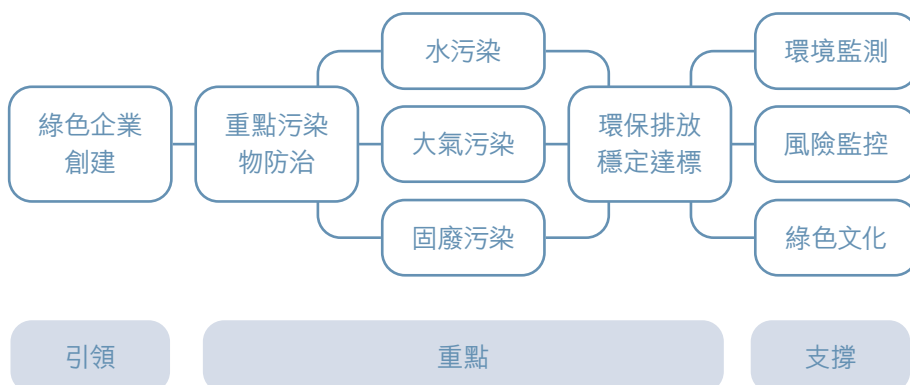 綠色企業
創建
重點污染
物防治
水污染
大氣污染
固廢污染
環保排放
穩定達標
環境監測
風險監控
綠色文化
引領
重點
支撐